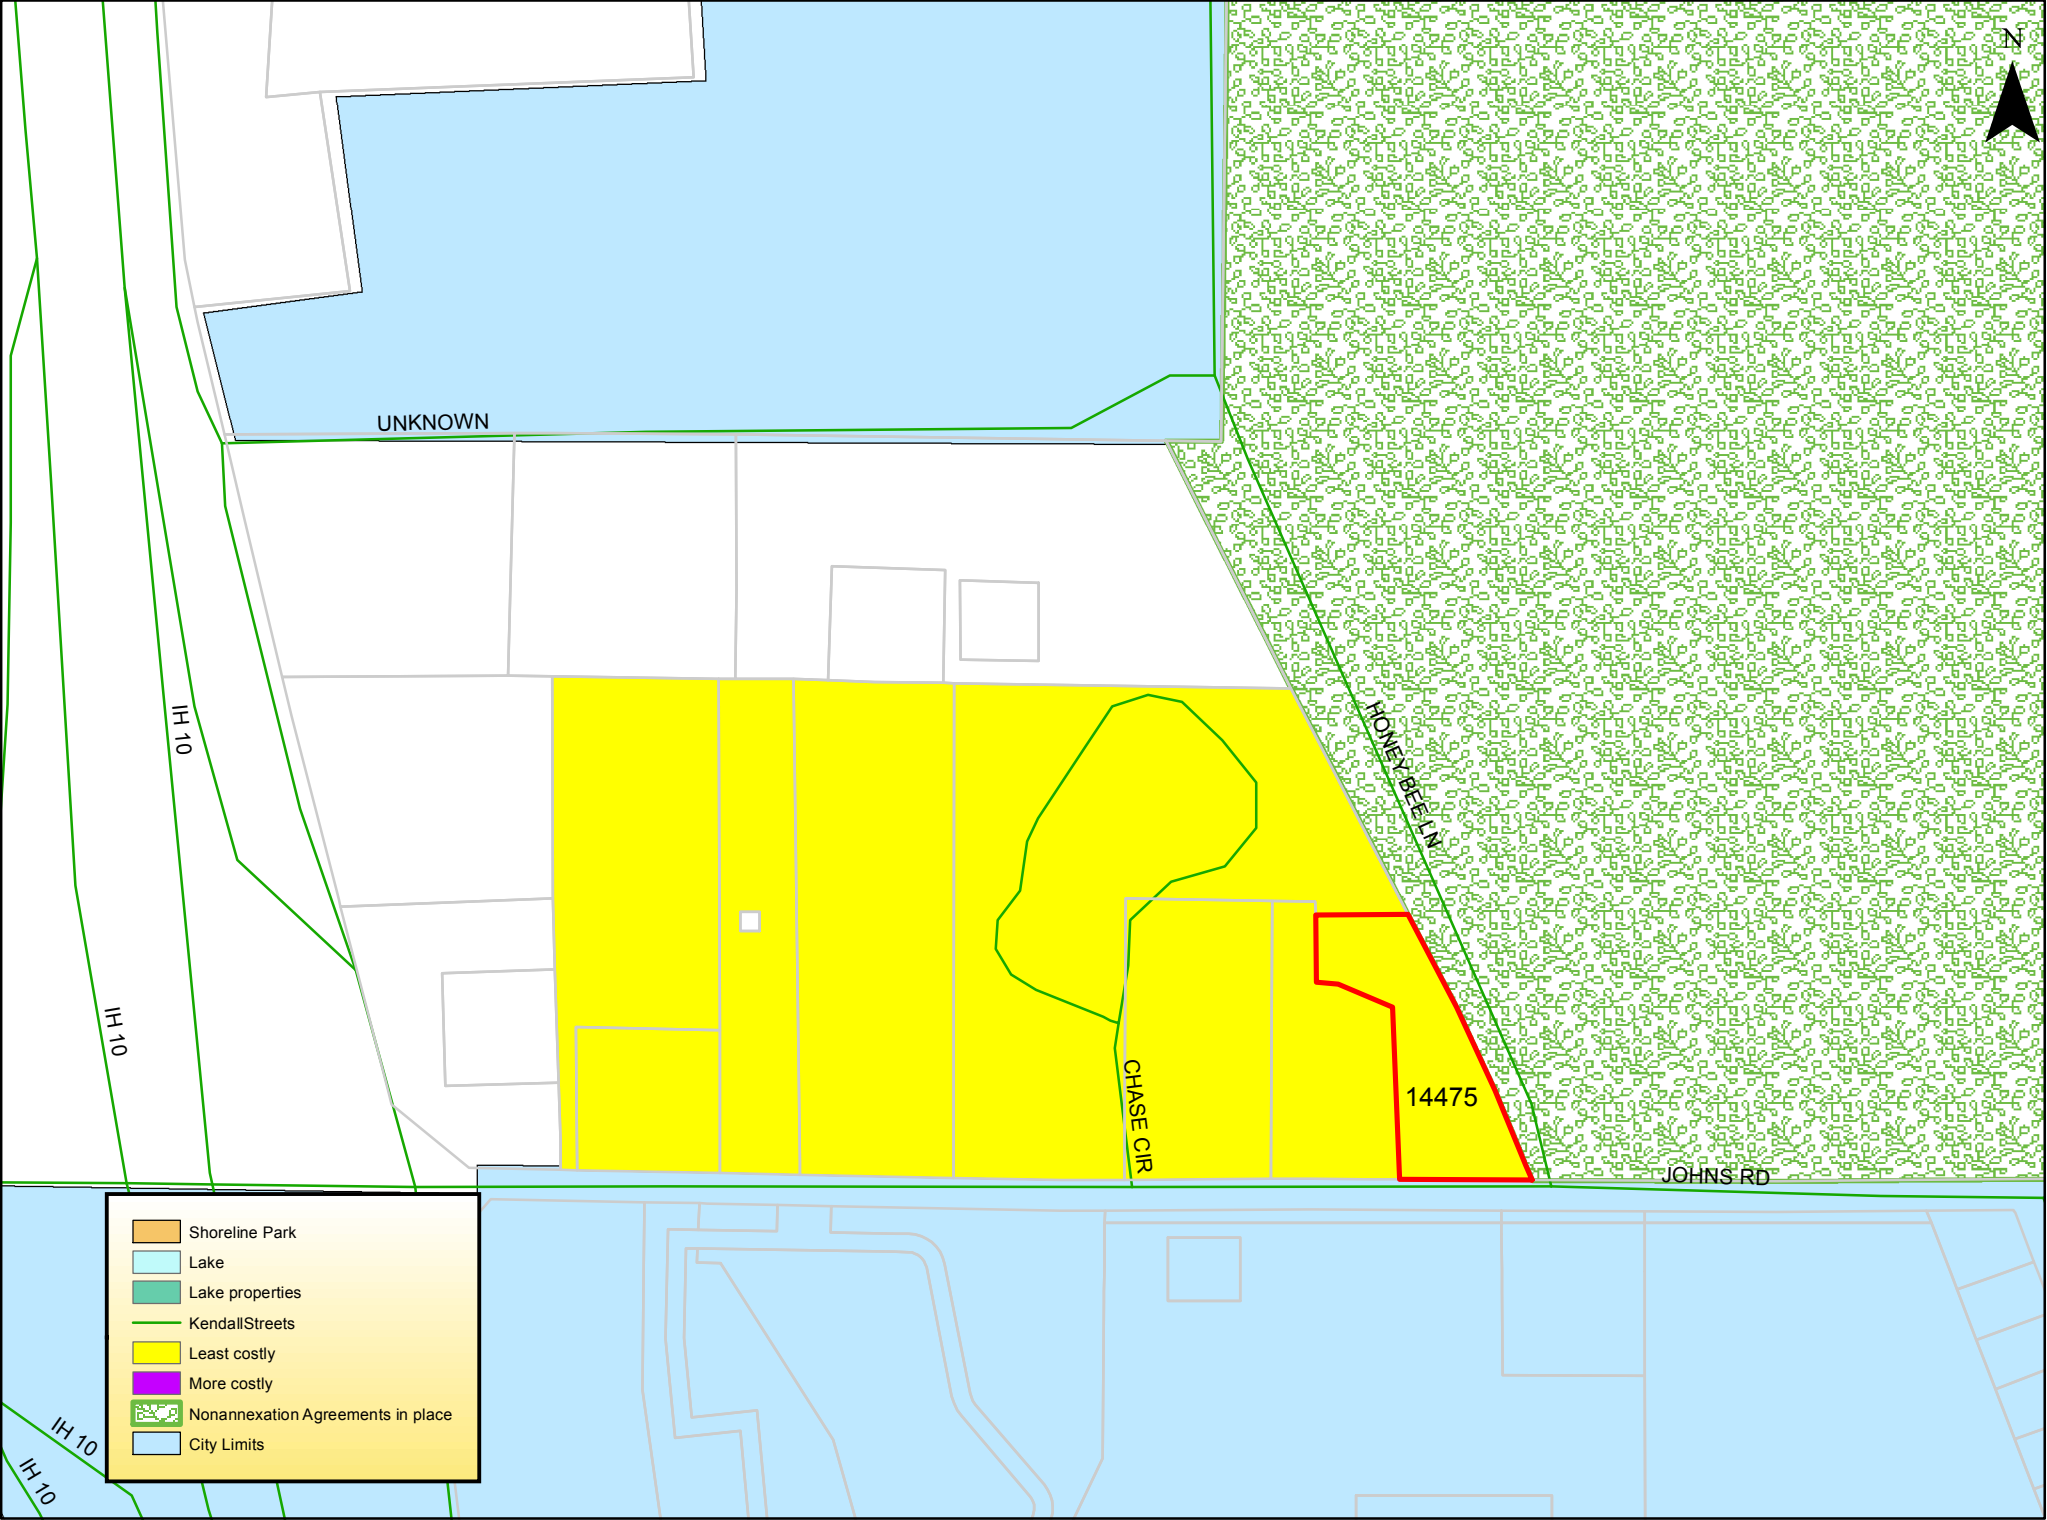 N
UNKNOWN
IH 10
HONEY BEE LN
IH 10
CHASE CIR
14475
JOHNS RD
Shoreline Park
Lake
Lake properties
KendallStreets
Least costly
More costly
Nonannexation Agreements in place
City Limits
IH 10
IH 10